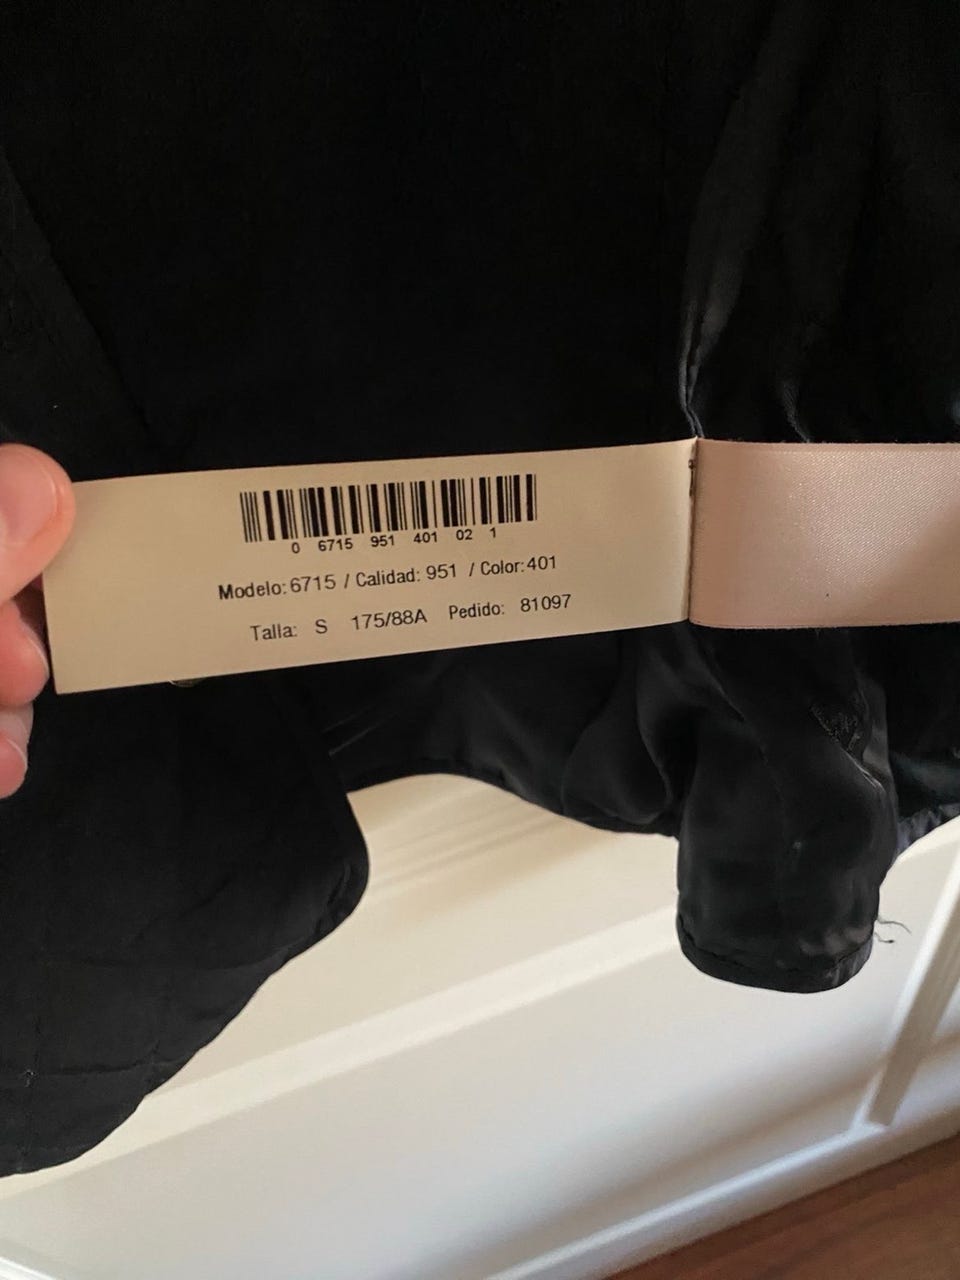 0 6715 951 401 02 1
Modelo: 6715 / Calidad: 951 / Color: 401
Talla: S 175/88A Pedido: 81097